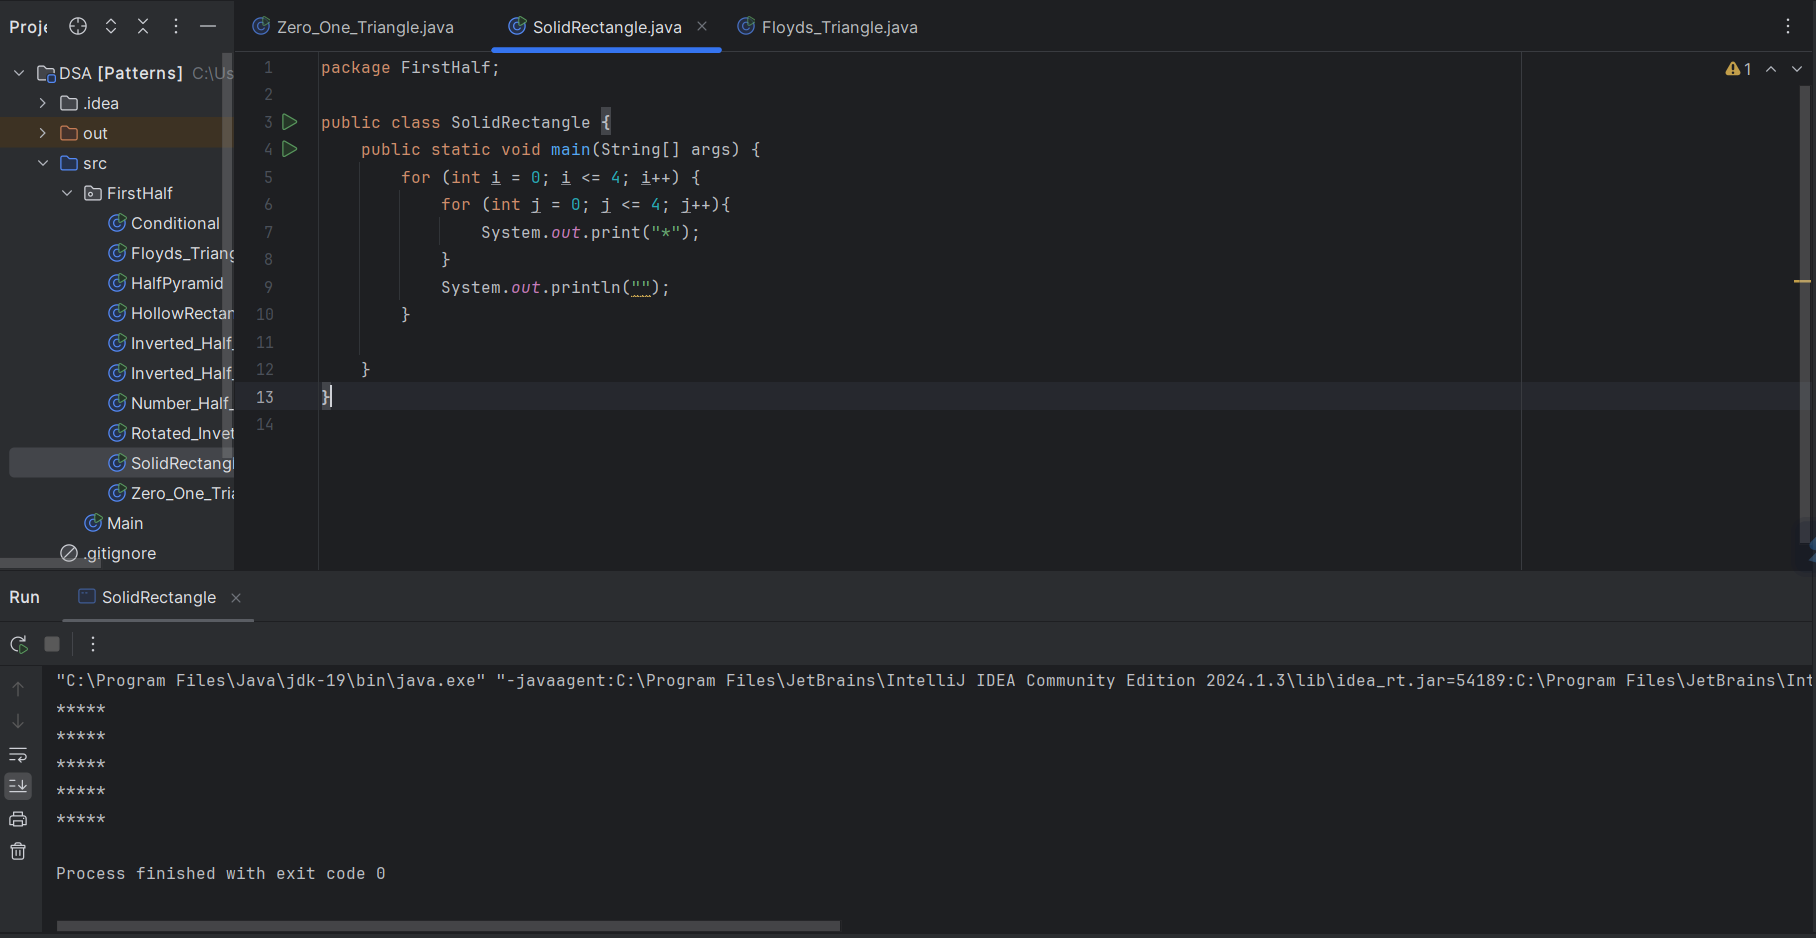 Proje
Zero_One_Triangle.java
SolidRectangle.java
Floyds_Triangle.java
DSA [Patterns] C:\Us
.idea
out
src
FirstHalf
Conditional
Floyds_Triang
HalfPyramid
HollowRectan
Inverted_Half_
Inverted_Half_
Number_Half_
Rotated_Invet
SolidRectangl
Zero_One_Tria
Main
.gitignore
1 package FirstHalf;
2
3 public class SolidRectangle {
4 public static void main(String[] args) {
5 for (int i = 0; i <= 4; i++) {
6 for (int j = 0; j <= 4; j++){
7 System.out.print("*");
8 }
9 System.out.println("");
10 }
11
12 }
13 }
14
1
Run
SolidRectangle
"C:\Program Files\Java\jdk-19\bin\java.exe" "-javaagent:C:\Program Files\JetBrains\IntelliJ IDEA Community Edition 2024.1.3\lib\idea_rt.jar=54189:C:\Program Files\JetBrains\Int
*****
*****
*****
*****
*****
Process finished with exit code 0